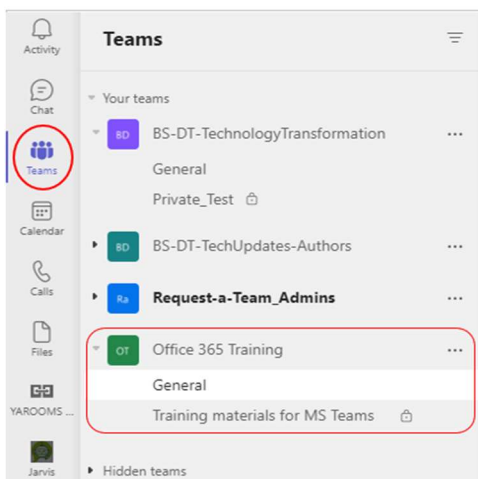 Activity
Chat
Teams
Calendar
Calls
Files
YAROOMS ...
Jarvis
Teams
Your teams
BD BS-DT-TechnologyTransformation ...
General
Private_Test
BD BS-DT-TechUpdates-Authors ...
Ra Request-a-Team_Admins ...
OT Office 365 Training ...
General
Training materials for MS Teams
Hidden teams